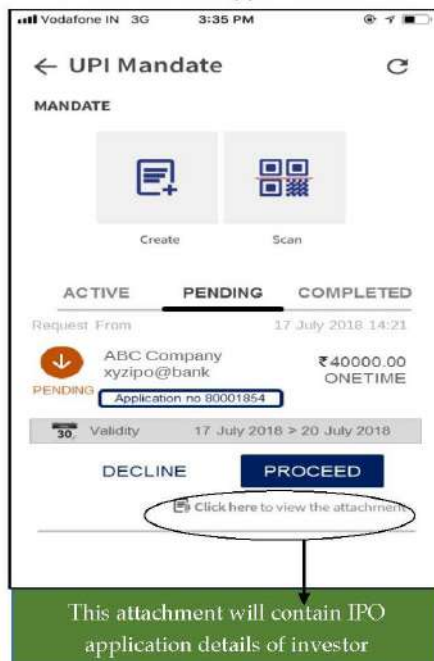 Vodafone IN 3G 3:35 PM
← UPI Mandate
MANDATE
Create Scan
ACTIVE PENDING COMPLETED
Request From 17 July 2018 14:21
ABC Company ₹40000.00
xyzipo@bank ONETIME
PENDING
Application no 80001854
30 Validity 17 July 2018 > 20 July 2018
DECLINE PROCEED
Click here to view the attachment
This attachment will contain IPO
application details of investor